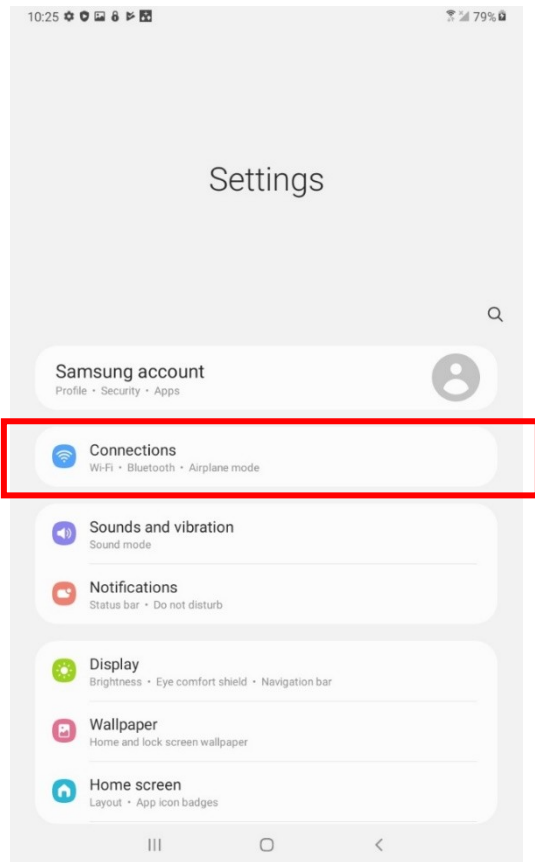 10:25
79%
Settings
Samsung account
Profile • Security • Apps
Connections
Wi-Fi • Bluetooth • Airplane mode
Sounds and vibration
Sound mode
Notifications
Status bar • Do not disturb
Display
Brightness • Eye comfort shield • Navigation bar
Wallpaper
Home and lock screen wallpaper
Home screen
Layout • App icon badges